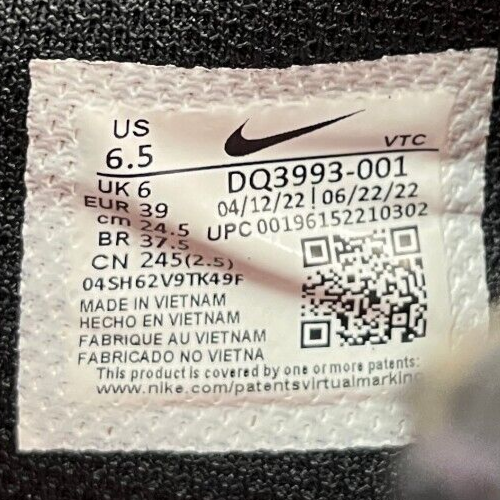 US
6.5
VTC
UK 6
EUR 39
cm 24.5
BR 37.5
CN 245(2.5)
DQ3993-001
04/12/22 | 06/22/22
UPC 00196152210302
04SH62V9TK49F
MADE IN VIETNAM
HECHO EN VIETNAM
FABRIQUE AU VIETNAM
FABRICADO NO VIETNA
This product is covered by one or more patents:
www.nike.com/patentsvirtualmarking